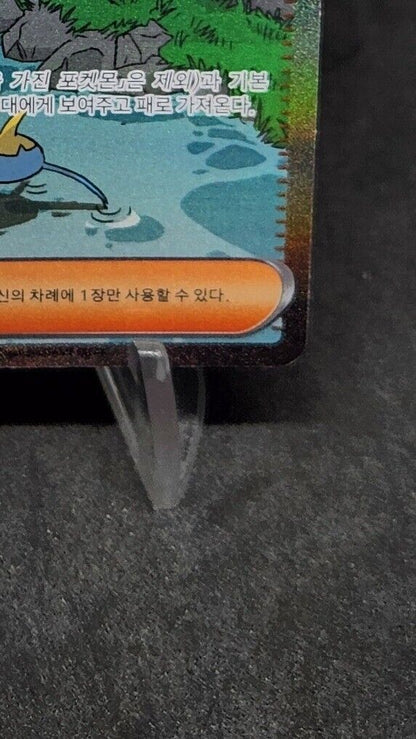 가진 포켓몬」은 제외)과 기본
대에게 보여주고 패로 가져온다.
신의 차례에 1장만 사용할 수 있다.